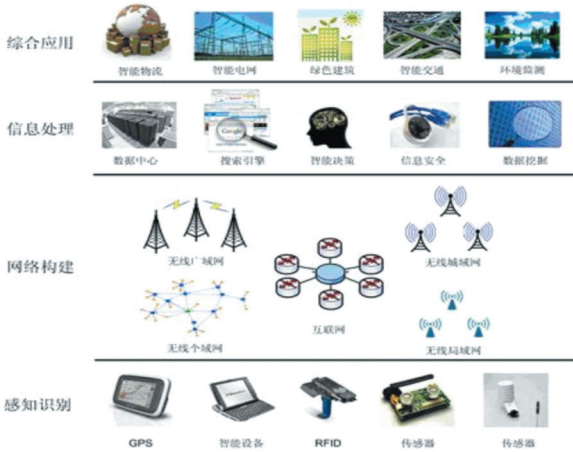 综合应用
智能物流
智能电网
绿色建筑
智能交通
环境监测
信息处理
Google
数据中心
搜索引擎
智能决策
信息安全
数据挖掘
网络构建
无线广域网
无线城域网
互联网
无线个域网
无线局域网
感知识别
GPS
智能设备
RFID
传感器
传感器